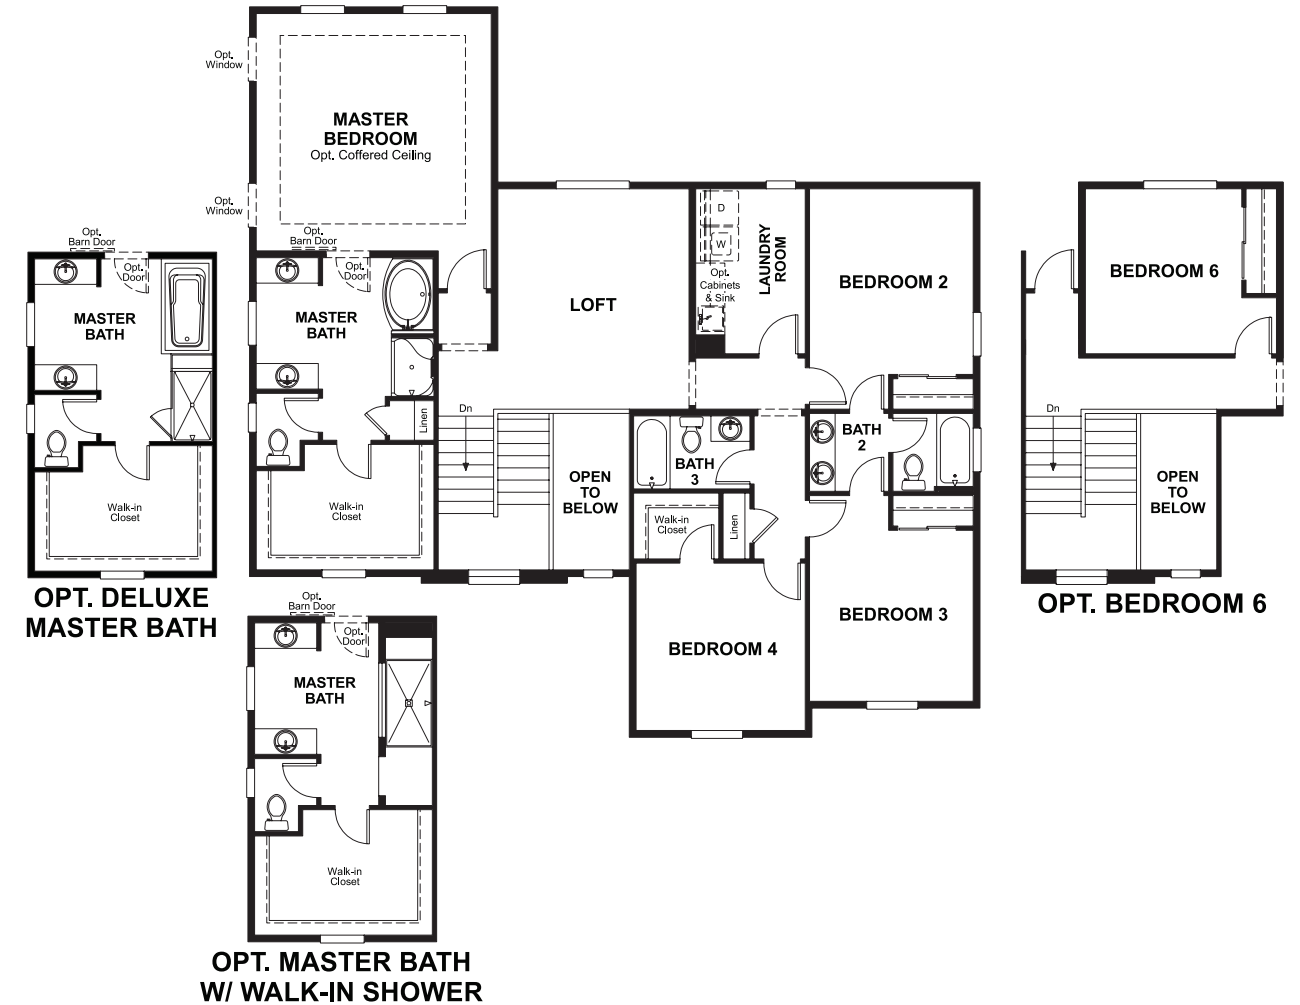 Opt.
Window
MASTER
BEDROOM
Opt. Coffered Ceiling
Opt.
Window
Opt.
Barn Door
Opt.
Door
MASTER
BATH
Linen
Walk-in
Closet
Opt.
Barn Door
Opt.
Door
MASTER
BATH
Walk-in
Closet
OPT. DELUXE
MASTER BATH
LOFT
Dn
OPEN
TO
BELOW
D
W
Opt.
Cabinets
& Sink
LAUNDRY
ROOM
BEDROOM 2
BATH
2
BATH
3
Walk-in
Closet
Linen
BEDROOM 3
BEDROOM 4
BEDROOM 6
Dn
OPEN
TO
BELOW
OPT. BEDROOM 6
Opt.
Barn Door
Opt.
Door
MASTER
BATH
Walk-in
Closet
OPT. MASTER BATH
W/ WALK-IN SHOWER